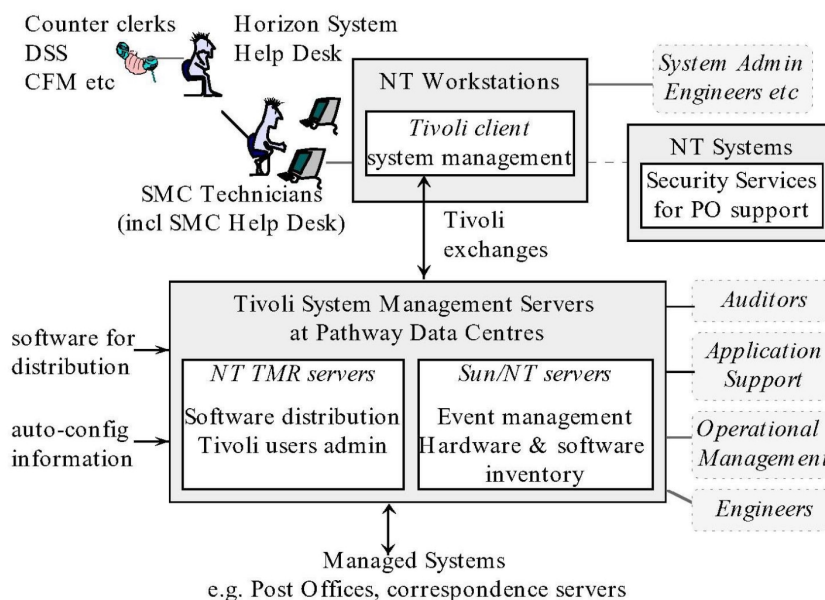 Counter clerks
DSS
CFM etc
Horizon System
Help Desk
NT Workstations
Tivoli client
system management
System Admin
Engineers etc
NT Systems
Security Services
for PO support
SMC Technicians
(incl SMC Help Desk)
Tivoli
exchanges
Tivoli System Management Servers
at Pathway Data Centres
software for
distribution
auto-config
information
NT TMR servers
Software distribution
Tivoli users admin
Sun/NT servers
Event management
Hardware & software
inventory
Auditors
Application
Support
Operational
Management
Engineers
Managed Systems
e.g. Post Offices, correspondence servers